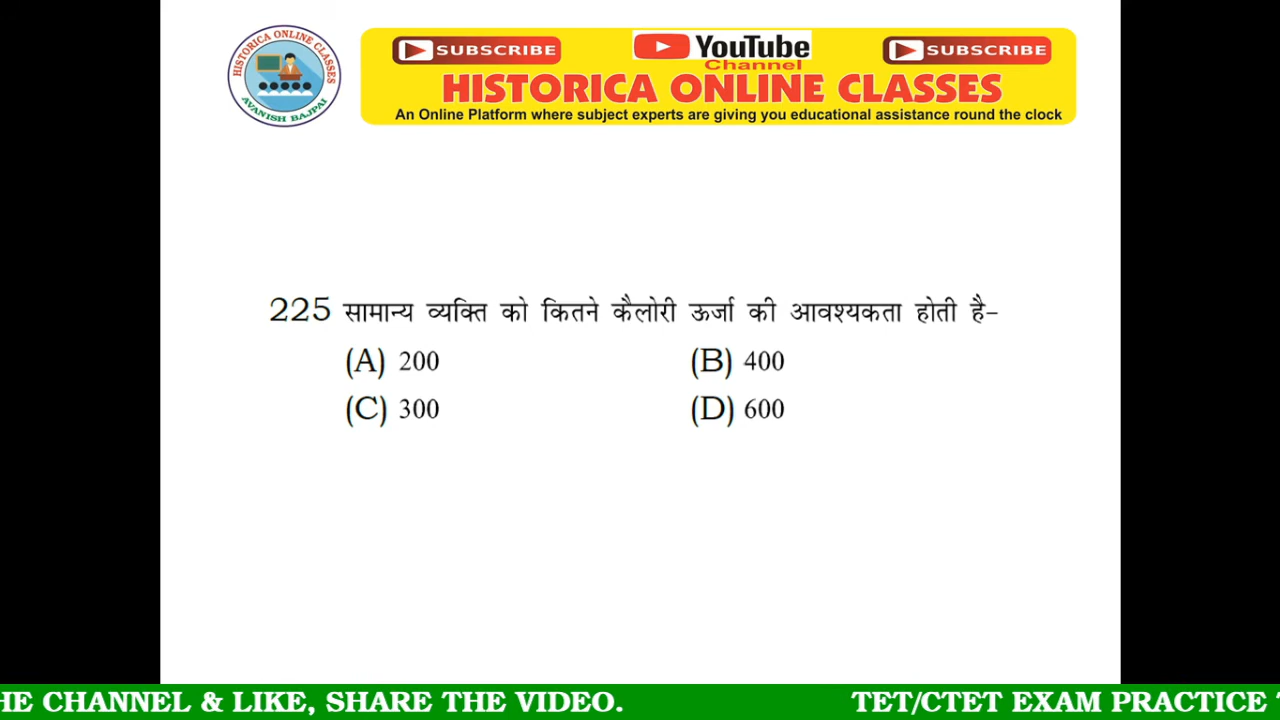 HISTORICA ONLINE CLASSES
AVANISH BAJPAI
SUBSCRIBE
YouTube
SUBSCRIBE
Channel
HISTORICA ONLINE CLASSES
An Online Platform where subject experts are giving you educational assistance round the clock
225 सामान्य व्यक्ति को कितने कैलोरी ऊर्जा की आवश्यकता होती है-
(A) 200 (B) 400
(C) 300 (D) 600
HE CHANNEL & LIKE, SHARE THE VIDEO. TET/CTET EXAM PRACTICE